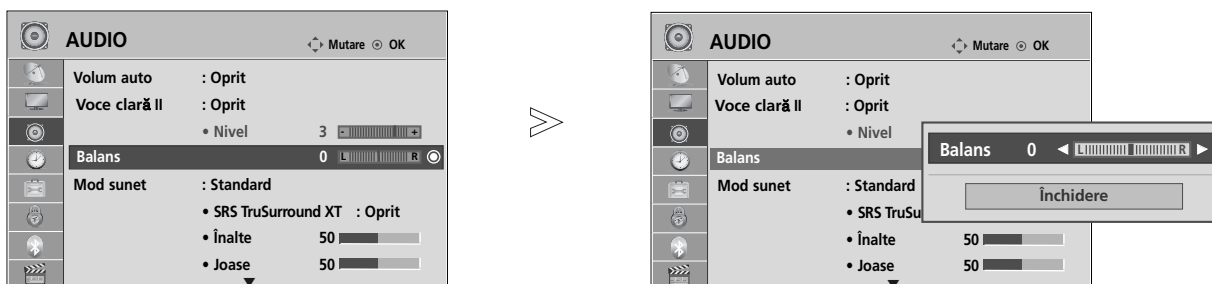 AUDIO Mutare OK
Volum auto : Oprit
Voce clară II : Oprit
• Nivel 3 - +
Balans 0 L R
Mod sunet : Standard
• SRS TruSurround XT : Oprit
• Înalte 50
• Joase 50
AUDIO Mutare OK
Volum auto : Oprit
Voce clară II : Oprit
• Nivel
Balans
Mod sunet : Standard
• SRS TruSu
• Înalte 50
• Joase 50
Balans 0 L R
Închidere